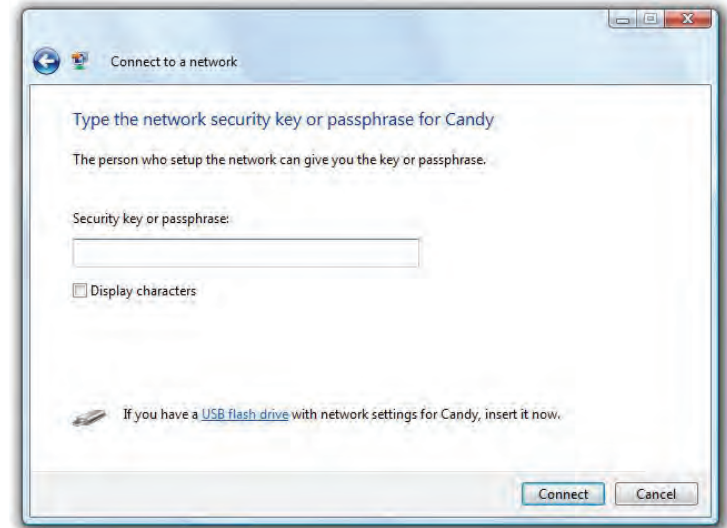 Connect to a network
Type the network security key or passphrase for Candy
The person who setup the network can give you the key or passphrase.
Security key or passphrase:
Display characters
If you have a USB flash drive with network settings for Candy, insert it now.
Connect Cancel